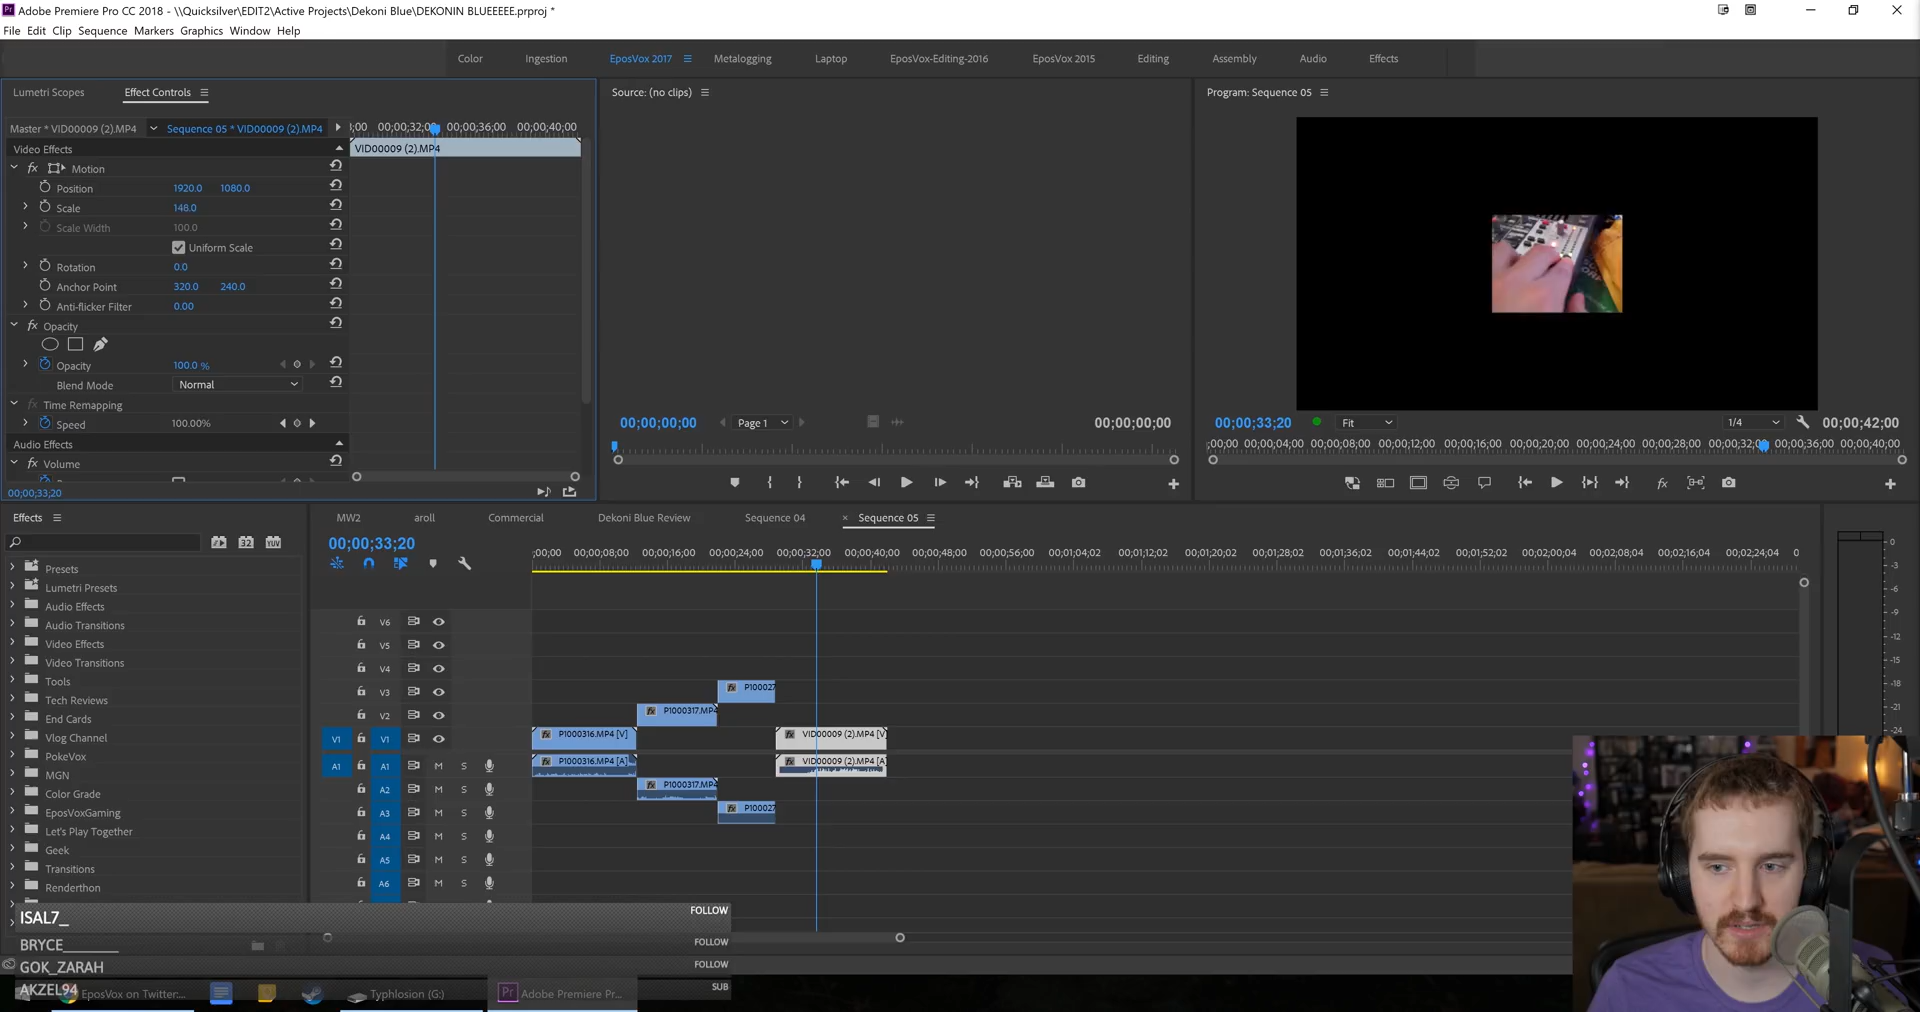 Adobe Premiere Pro CC 2018 - \\Quicksilver\EDIT2\Active Projects\Dekoni Blue\DEKONIN BLUEEEEE.prproj *
File Edit Clip Sequence Markers Graphics Window Help
Color Ingestion EposVox 2017 Metalogging Laptop EposVox-Editing-2016 EposVox 2015 Editing Assembly Audio Effects
Lumetri Scopes Effect Controls Source: (no clips) Program: Sequence 05
Master * VID00009 (2).MP4 Sequence 05 * VID00009 (2).MP4 ;00 00;00;32;00 00;00;36;00 00;00;40;00
Video Effects VID00009 (2).MP4
fx Motion
Position 1920.0 1080.0
Scale 148.0
Scale Width 100.0
Uniform Scale
Rotation 0.0
Anchor Point 320.0 240.0
Anti-flicker Filter 0.00
fx Opacity
Opacity 100.0 %
Blend Mode Normal
fx Time Remapping
Speed 100.00%
Audio Effects
fx Volume
00;00;33;20
00;00;00;00 Page 1 00;00;00;00
00;00;33;20 Fit 1/4 00;00;42;00
;00;00 00;00;04;00 00;00;08;00 00;00;12;00 00;00;16;00 00;00;20;00 00;00;24;00 00;00;28;00 00;00;32;00 00;00;36;00 00;00;40;00
Effects
32 YUV
Presets
Lumetri Presets
Audio Effects
Audio Transitions
Video Effects
Video Transitions
Tools
Tech Reviews
End Cards
Vlog Channel
PokeVox
MGN
Color Grade
EposVoxGaming
Let's Play Together
Geek
Transitions
Renderthon
MW2 aroll Commercial Dekoni Blue Review Sequence 04 × Sequence 05
00;00;33;20
;00;00 00;00;08;00 00;00;16;00 00;00;24;00 00;00;32;00 00;00;40;00 00;00;48;00 00;00;56;00 00;01;04;02 00;01;12;02 00;01;20;02 00;01;28;02 00;01;36;02 00;01;44;02 00;01;52;02 00;02;00;04 00;02;08;04 00;02;16;04 00;02;24;04 0
V6
V5
V4
V3 fx P100027
V2 fx P1000317.MP4
V1 V1 fx P1000316.MP4 [V] fx VID00009 (2).MP4 [V]
A1 A1 M S fx P1000316.MP4 [A] fx VID00009 (2).MP4 [A]
A2 M S fx P1000317.MP4
A3 M S fx P100027
A4 M S
A5 M S
A6 M S
0
-3
-6
-9
-12
-15
-18
-21
-24
ISAL7_ FOLLOW
BRYCE________ FOLLOW
GOK_ZARAH FOLLOW
AKZEL94 SUB
EposVox on Twitter:... Typhlosion (G:) Pr Adobe Premiere Pr...